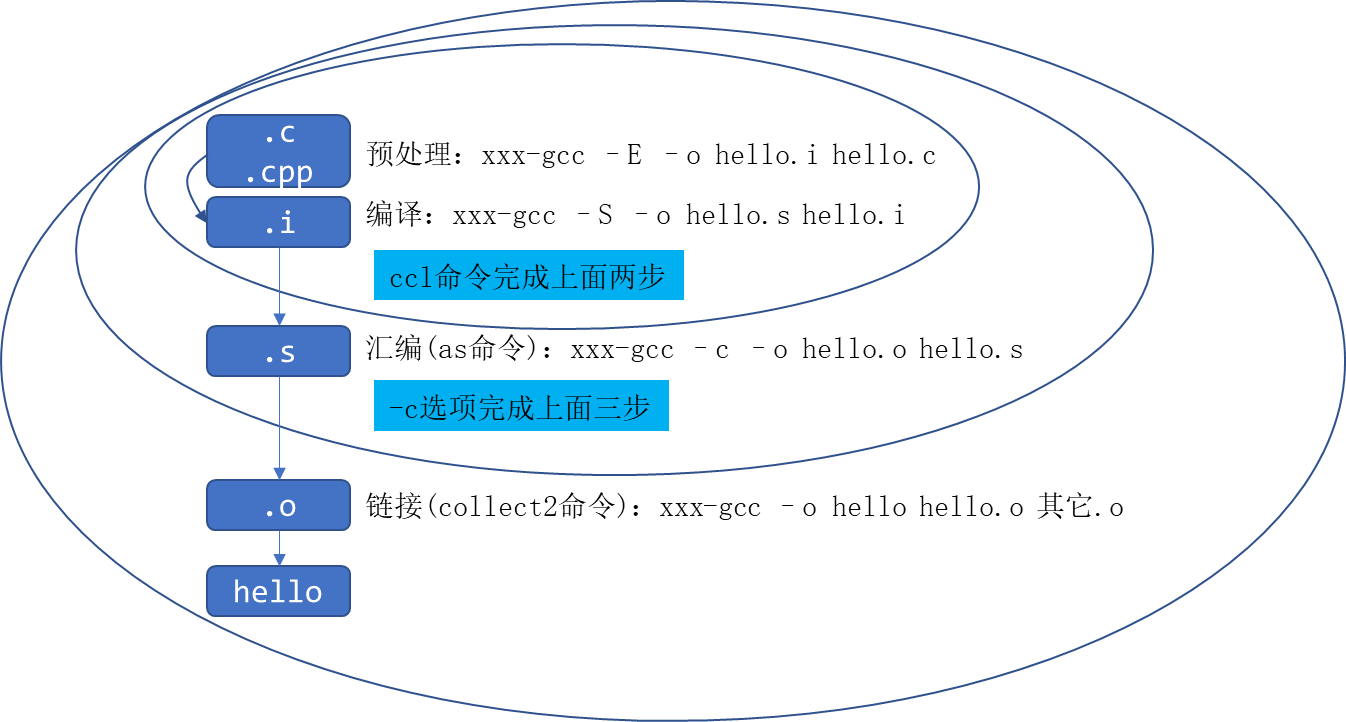 .c
.cpp
预处理：xxx-gcc –E –o hello.i hello.c
.i
编译：xxx-gcc –S –o hello.s hello.i
cc1命令完成上面两步
.s
汇编(as命令)：xxx-gcc –c –o hello.o hello.s
-c选项完成上面三步
.o
链接(collect2命令)：xxx-gcc –o hello hello.o 其它.o
hello